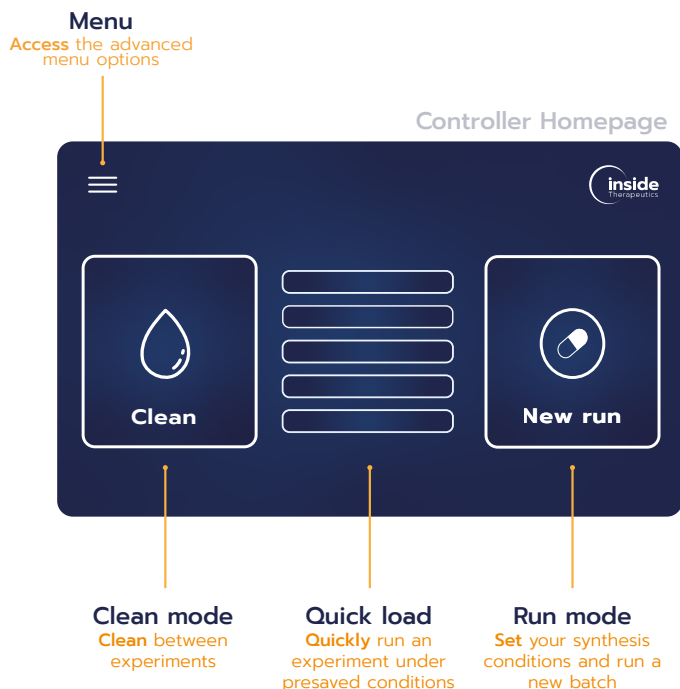 Menu
Access the advanced
menu options
Controller Homepage
inside
Therapeutics
Clean
New run
Clean mode
Clean between
experiments
Quick load
Quickly run an
experiment under
presaved conditions
Run mode
Set your synthesis
conditions and run a
new batch